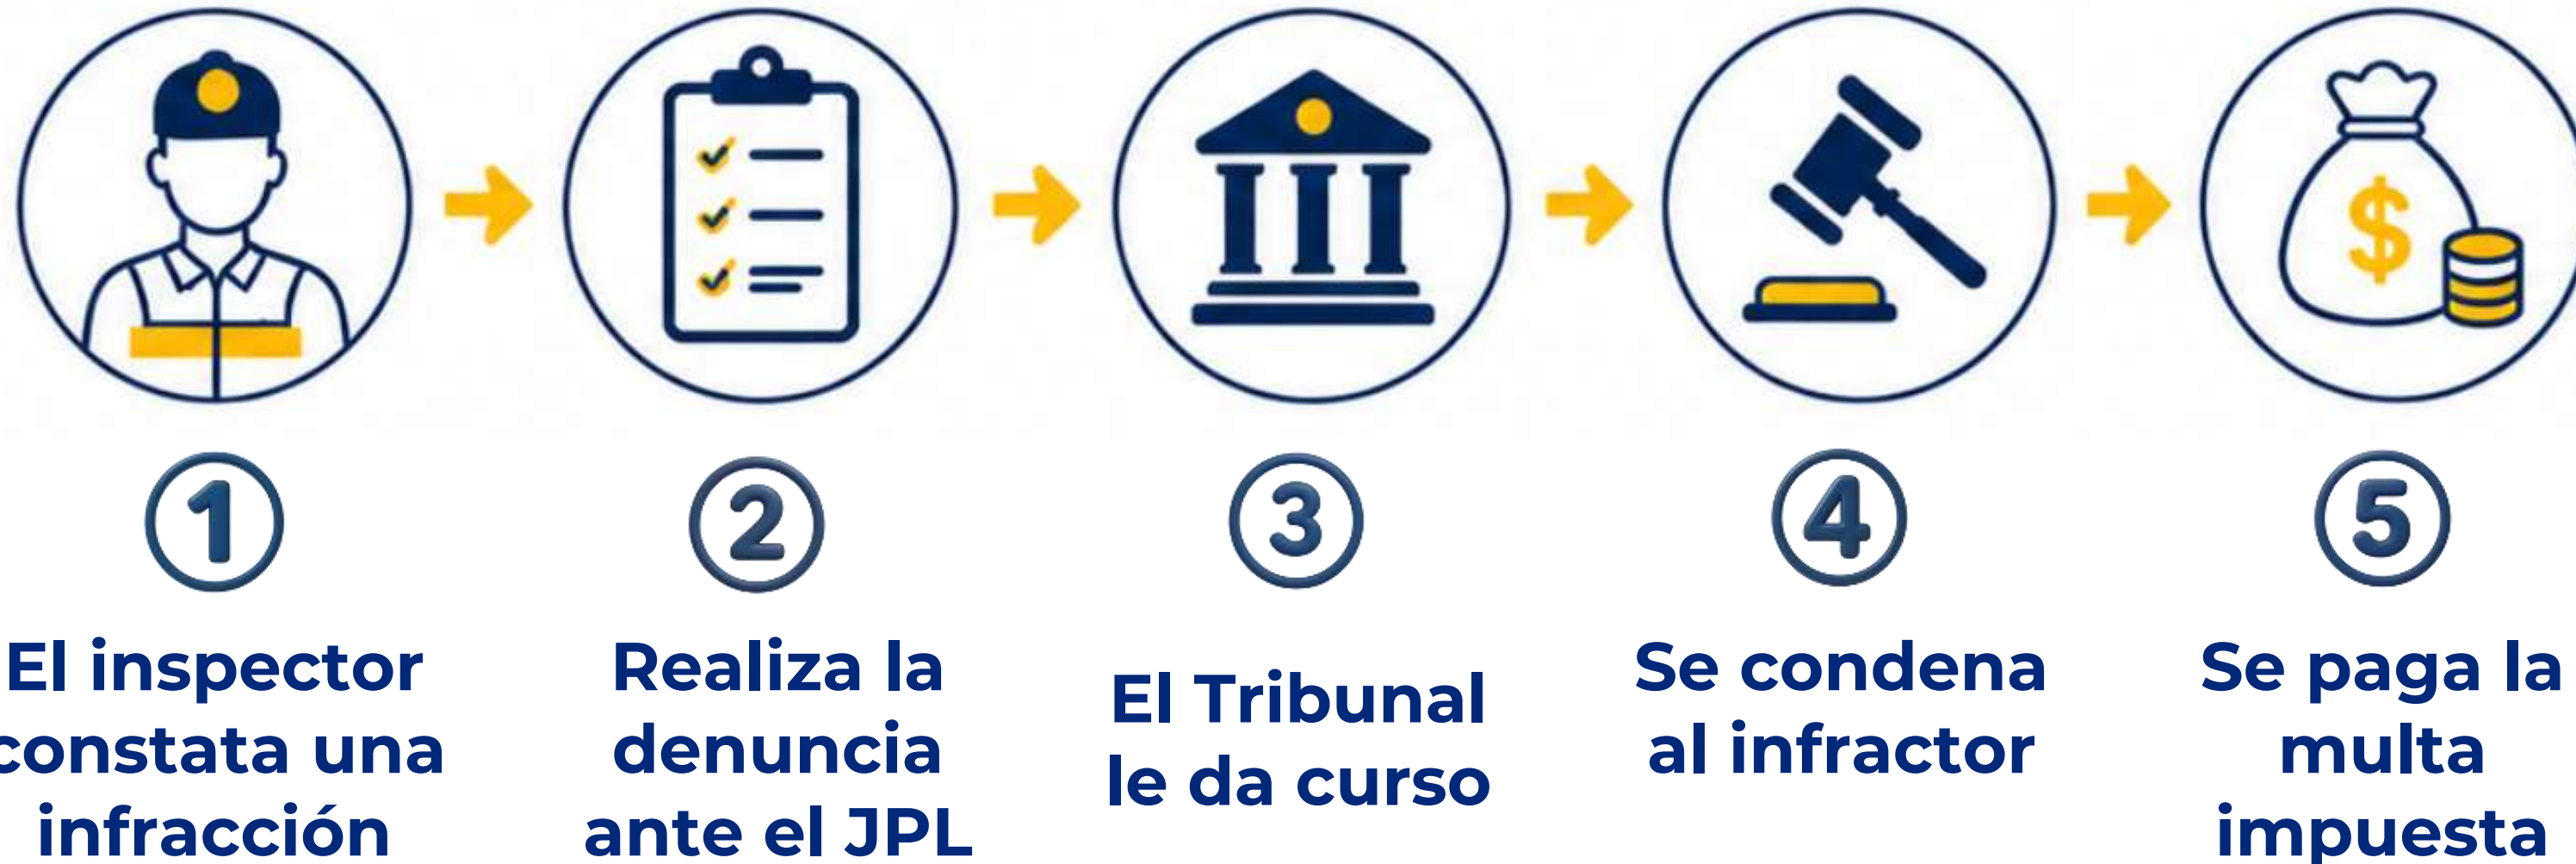 1
El inspector
constata una
infracción
2
Realiza la
denuncia
ante el JPL
3
El Tribunal
le da curso
4
Se condena
al infractor
$
5
Se paga la
multa
impuesta